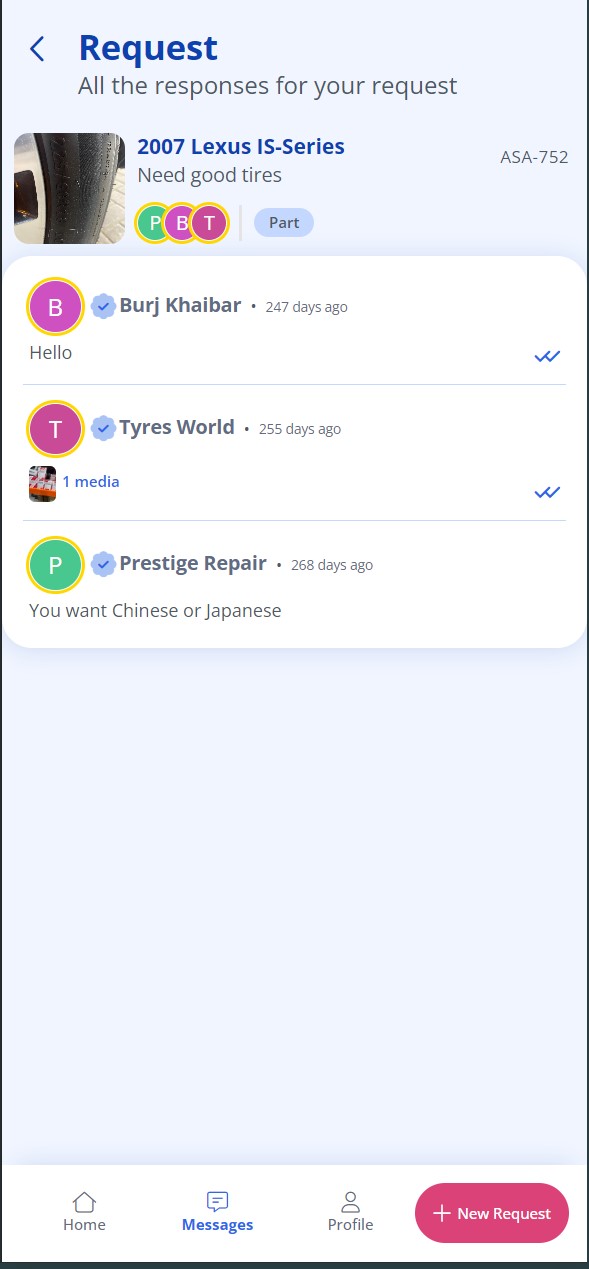 Request
All the responses for your request
2007 Lexus IS-Series
ASA-752
Need good tires
P B T
Part
B
Burj Khaibar • 247 days ago
Hello
T
Tyres World • 255 days ago
1 media
P
Prestige Repair • 268 days ago
You want Chinese or Japanese
Home
Messages
Profile
+ New Request